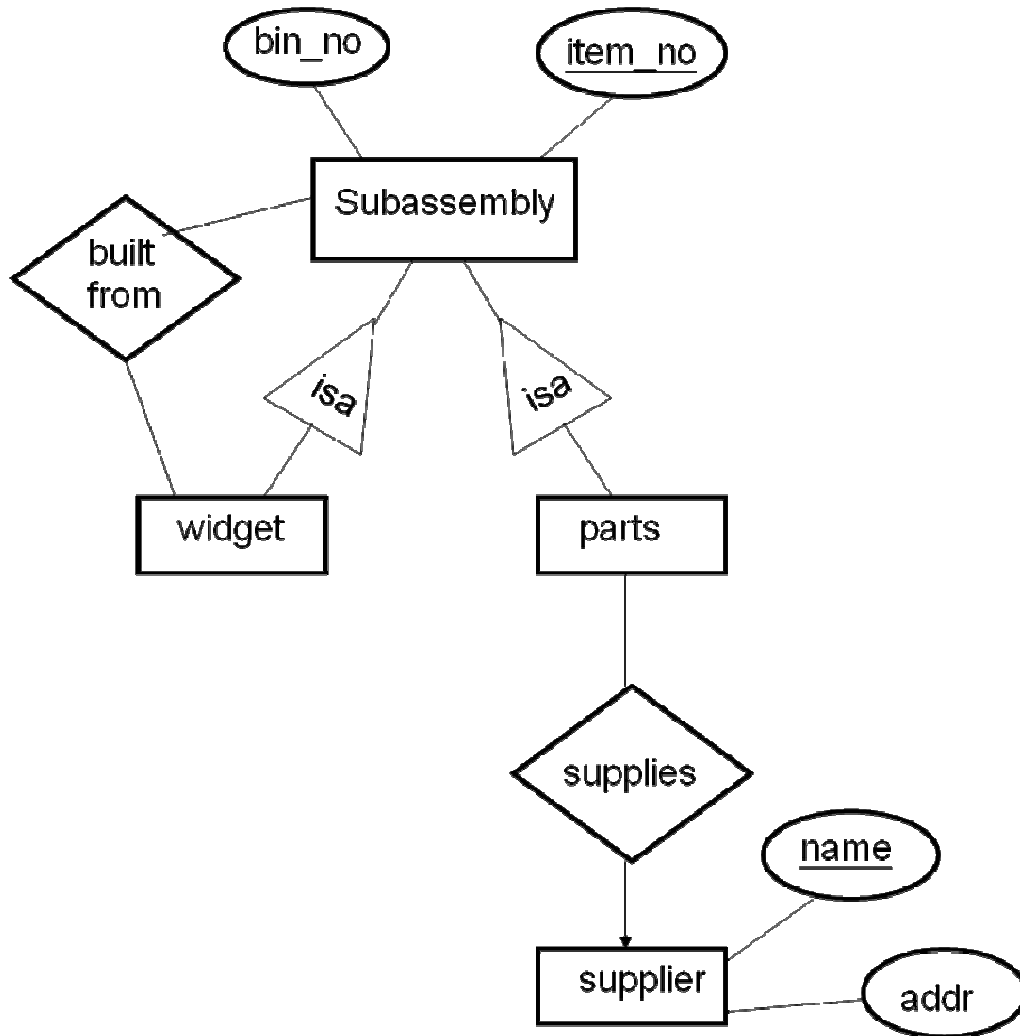 bin_no
item_no
Subassembly
built
from
isa
isa
widget
parts
supplies
name
supplier
addr